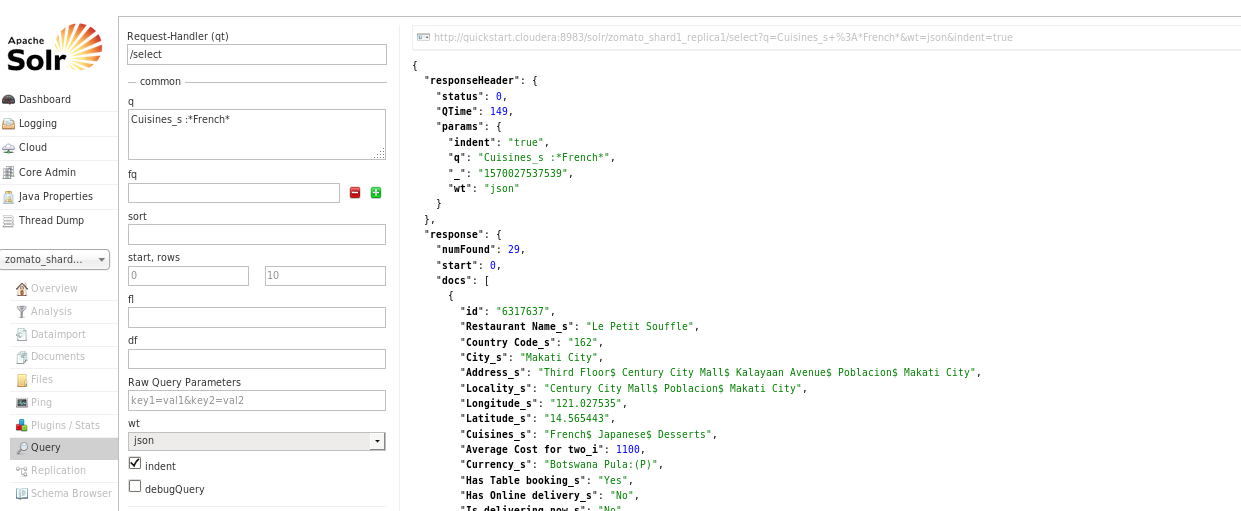 Apache
Solr
Dashboard
Logging
Cloud
Core Admin
Java Properties
Thread Dump
zomato_shard...
Overview
Analysis
Dataimport
Documents
Files
Ping
Plugins / Stats
Query
Replication
Schema Browser
Request-Handler (qt)
/select
common
q
Cuisines_s :*French*
fq
sort
start, rows
0 10
fl
df
Raw Query Parameters
key1=val1&key2=val2
wt
json
indent
debugQuery
http://quickstart.cloudera:8983/solr/zomato_shard1_replica1/select?q=Cuisines_s+%3A*French*&wt=json&indent=true
{
"responseHeader": {
"status": 0,
"QTime": 149,
"params": {
"indent": "true",
"q": "Cuisines_s :*French*",
"_": "1570027537539",
"wt": "json"
}
},
"response": {
"numFound": 29,
"start": 0,
"docs": [
{
"id": "6317637",
"Restaurant Name_s": "Le Petit Souffle",
"Country Code_s": "162",
"City_s": "Makati City",
"Address_s": "Third Floor$ Century City Mall$ Kalayaan Avenue$ Poblacion$ Makati City",
"Locality_s": "Century City Mall$ Poblacion$ Makati City",
"Longitude_s": "121.027535",
"Latitude_s": "14.565443",
"Cuisines_s": "French$ Japanese$ Desserts",
"Average Cost for two_i": 1100,
"Currency_s": "Botswana Pula:(P)",
"Has Table booking_s": "Yes",
"Has Online delivery_s": "No",
"Is delivering now_s": "No"